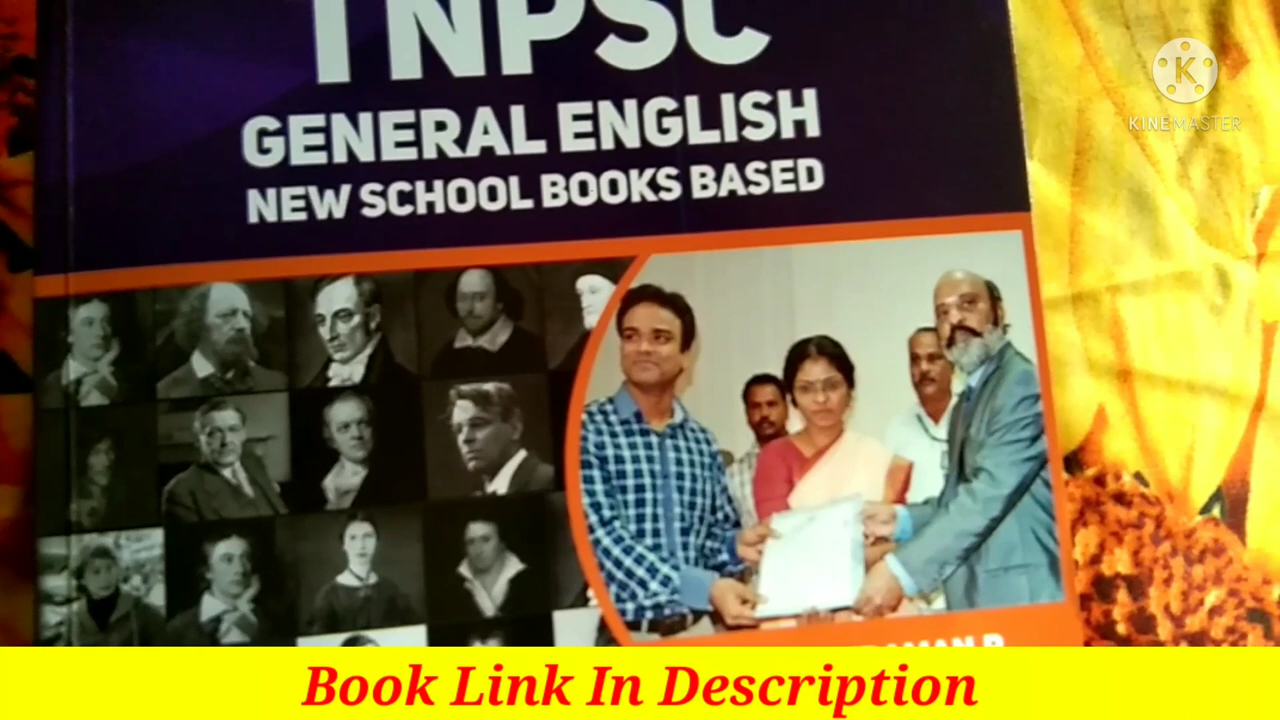 TNPSC
GENERAL ENGLISH
NEW SCHOOL BOOKS BASED
KINEMASTER
Book Link In Description